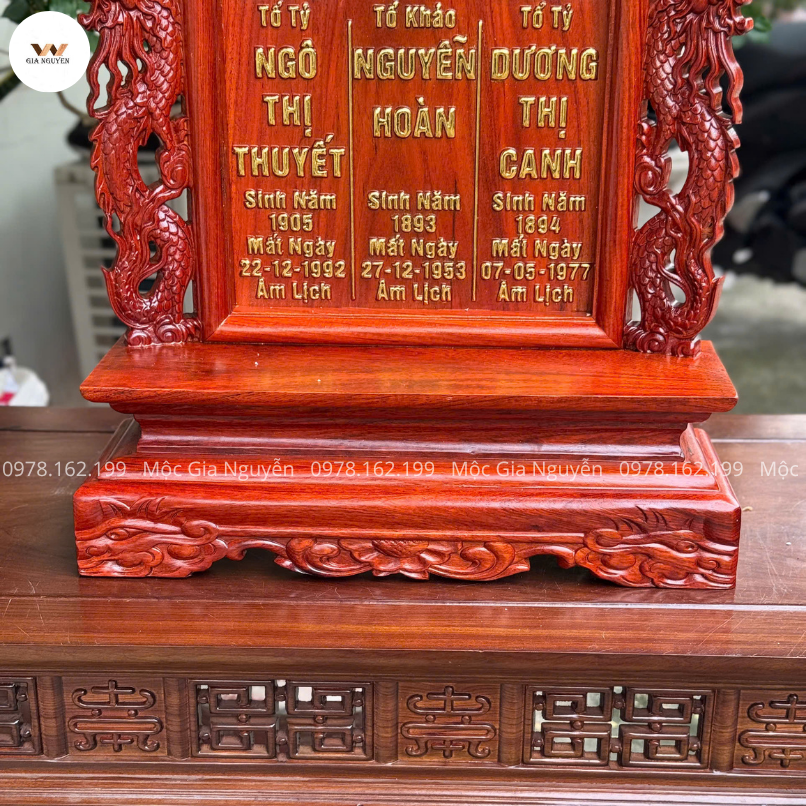 GIA NGUYEN
Tổ Tỷ
NGÔ
THỊ
THUYẾT
Sinh Năm
1905
Mất Ngày
22-12-1992
Âm Lịch
Tổ Khảo
NGUYỄN
HOÀN
Sinh Năm
1893
Mất Ngày
27-12-1953
Âm Lịch
Tổ Tỷ
DƯƠNG
THỊ
CANH
Sinh Năm
1894
Mất Ngày
07-05-1977
Âm Lịch
0978.162.199 Mộc Gia Nguyễn 0978.162.199 Mộc Gia Nguyễn 0978.162.199 Mộc